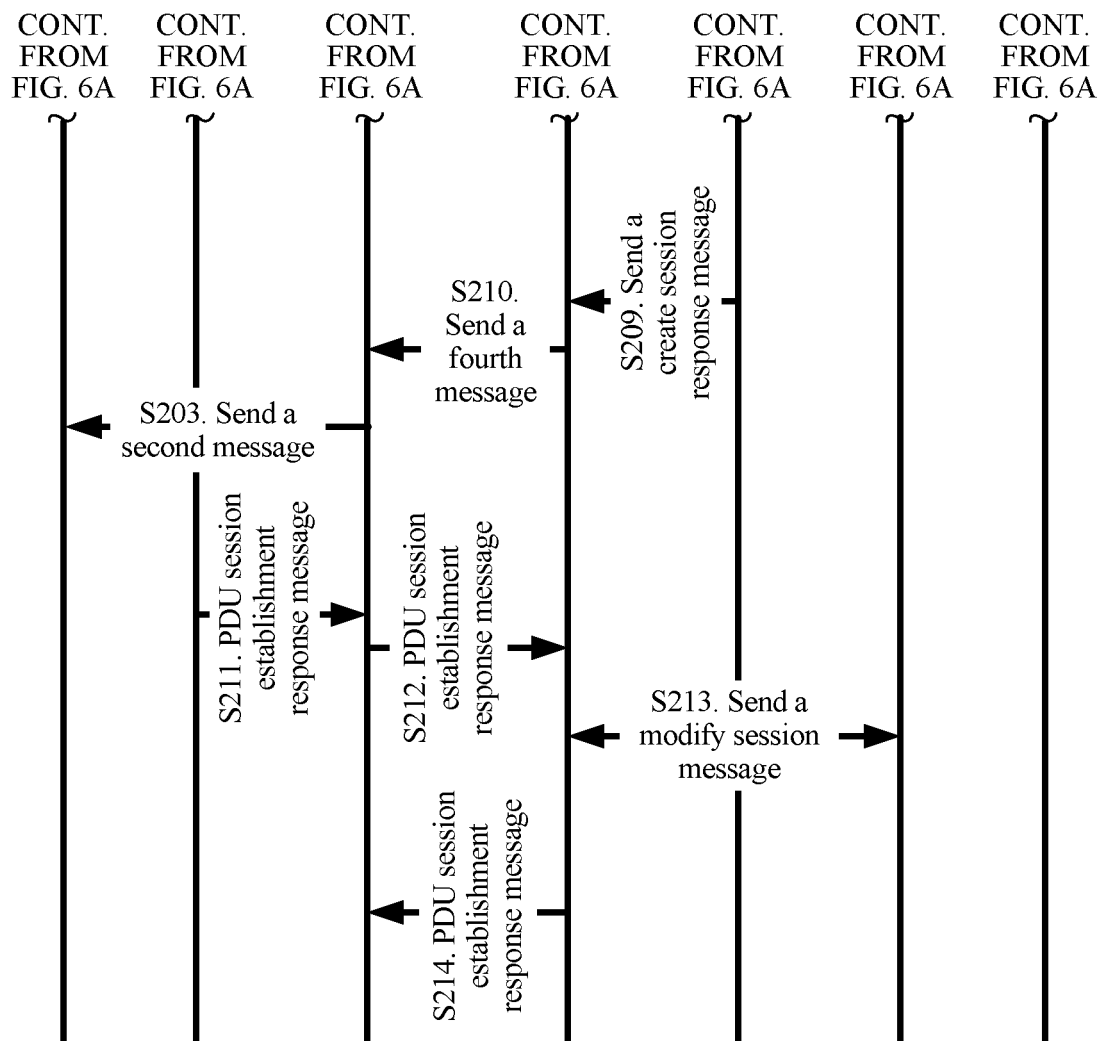 CONT. FROM FIG. 6A
CONT. FROM FIG. 6A
CONT. FROM FIG. 6A
CONT. FROM FIG. 6A
CONT. FROM FIG. 6A
CONT. FROM FIG. 6A
CONT. FROM FIG. 6A
S209. Send a
create session
response message
S210.
Send a
fourth
message
S203. Send a
second message
S211. PDU session
establishment
response message
S212. PDU session
establishment
response message
S213. Send a
modify session
message
S214. PDU session
establishment
response message